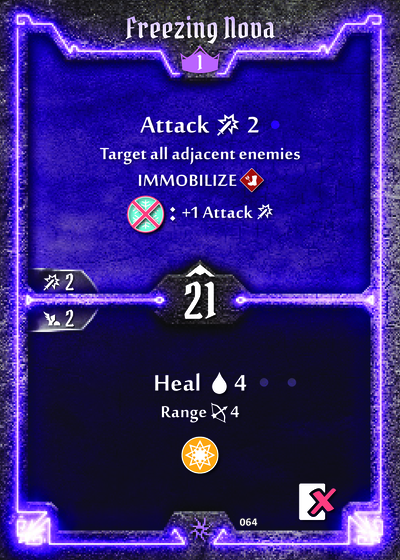 Freezing Nova
1
Attack 2
Target all adjacent enemies
IMMOBILIZE
: +1 Attack
2
21
2
Heal 4
Range 4
064